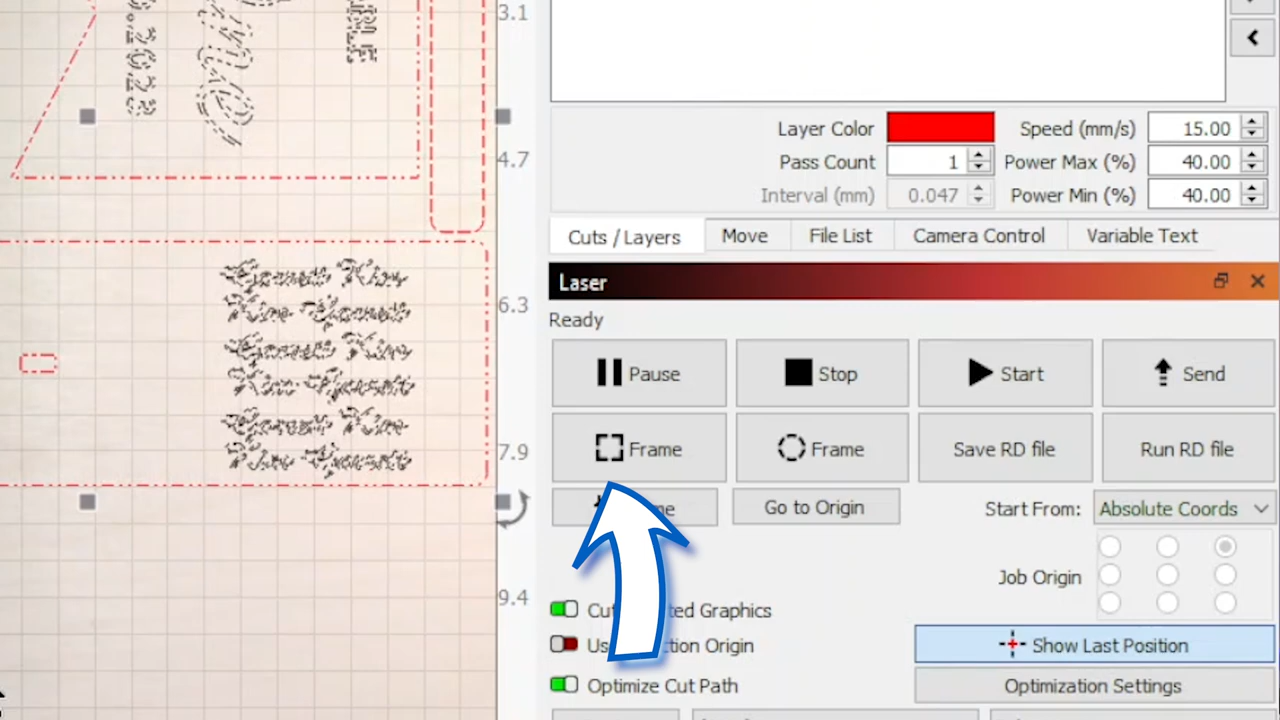 3.1
4.7
6.3
7.9
9.4
.2023
Layer Color
Speed (mm/s) 15.00
Pass Count 1 Power Max (%) 40.00
Interval (mm) 0.047 Power Min (%) 40.00
Cuts / Layers Move File List Camera Control Variable Text
Laser
Ready
Pause Stop Start Send
Frame Frame Save RD file Run RD file
Go to Origin Start From: Absolute Coords
Job Origin
Graphics
Origin Show Last Position
Optimize Cut Path Optimization Settings